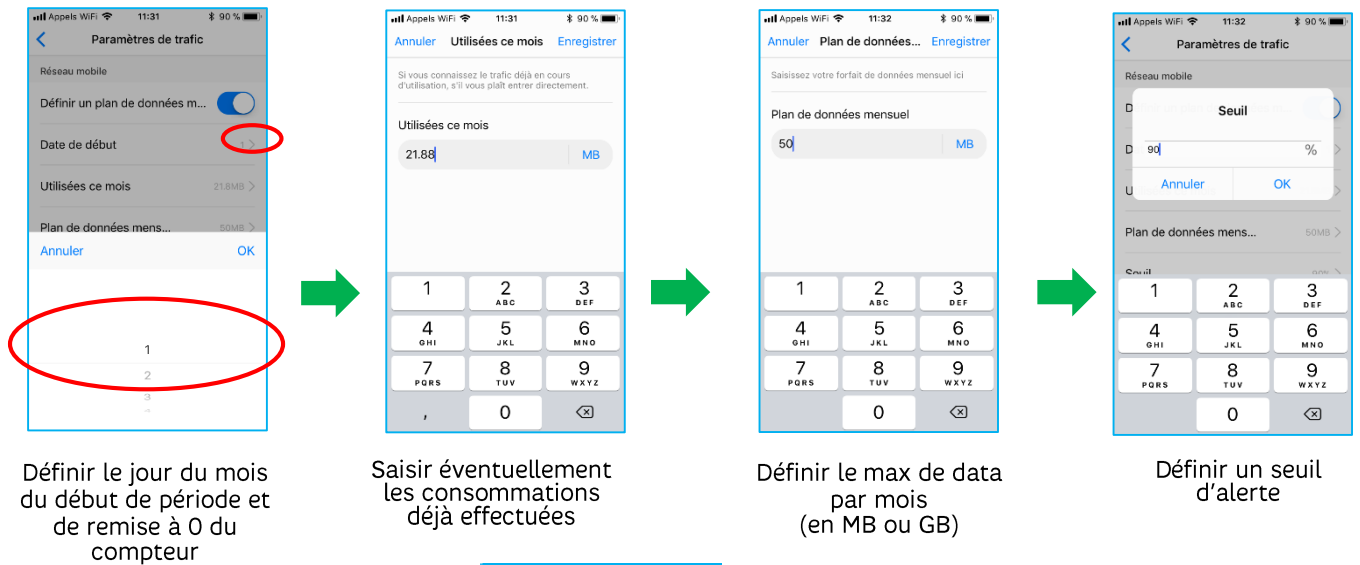 Appels WiFi 11:31 90 %
Paramètres de trafic
Réseau mobile
Définir un plan de données m...
Date de début 1
Utilisées ce mois 21.8MB
Plan de données mens... 50MB
Annuler OK
1
2
3
Définir le jour du mois
du début de période et
de remise à 0 du
compteur
Appels WiFi 11:31 90 %
Annuler Utilisées ce mois Enregistrer
Si vous connaissez le trafic déjà en cours
d'utilisation, s'il vous plaît entrer directement.
Utilisées ce mois
21.88 MB
1 2 3
ABC DEF
4 5 6
GHI JKL MNO
7 8 9
PQRS TUV WXYZ
, 0
Saisir éventuellement
les consommations
déjà effectuées
Appels WiFi 11:32 90 %
Annuler Plan de données... Enregistrer
Saisissez votre forfait de données mensuel ici
Plan de données mensuel
50 MB
1 2 3
ABC DEF
4 5 6
GHI JKL MNO
7 8 9
PQRS TUV WXYZ
0
Définir le max de data
par mois
(en MB ou GB)
Appels WiFi 11:32 90 %
Paramètres de trafic
Réseau mobile
D
Seuil
D
90 %
U
Annuler OK
Plan de données mens... 50MB
Seuil 90%
1 2 3
ABC DEF
4 5 6
GHI JKL MNO
7 8 9
PQRS TUV WXYZ
0
Définir un seuil
d'alerte